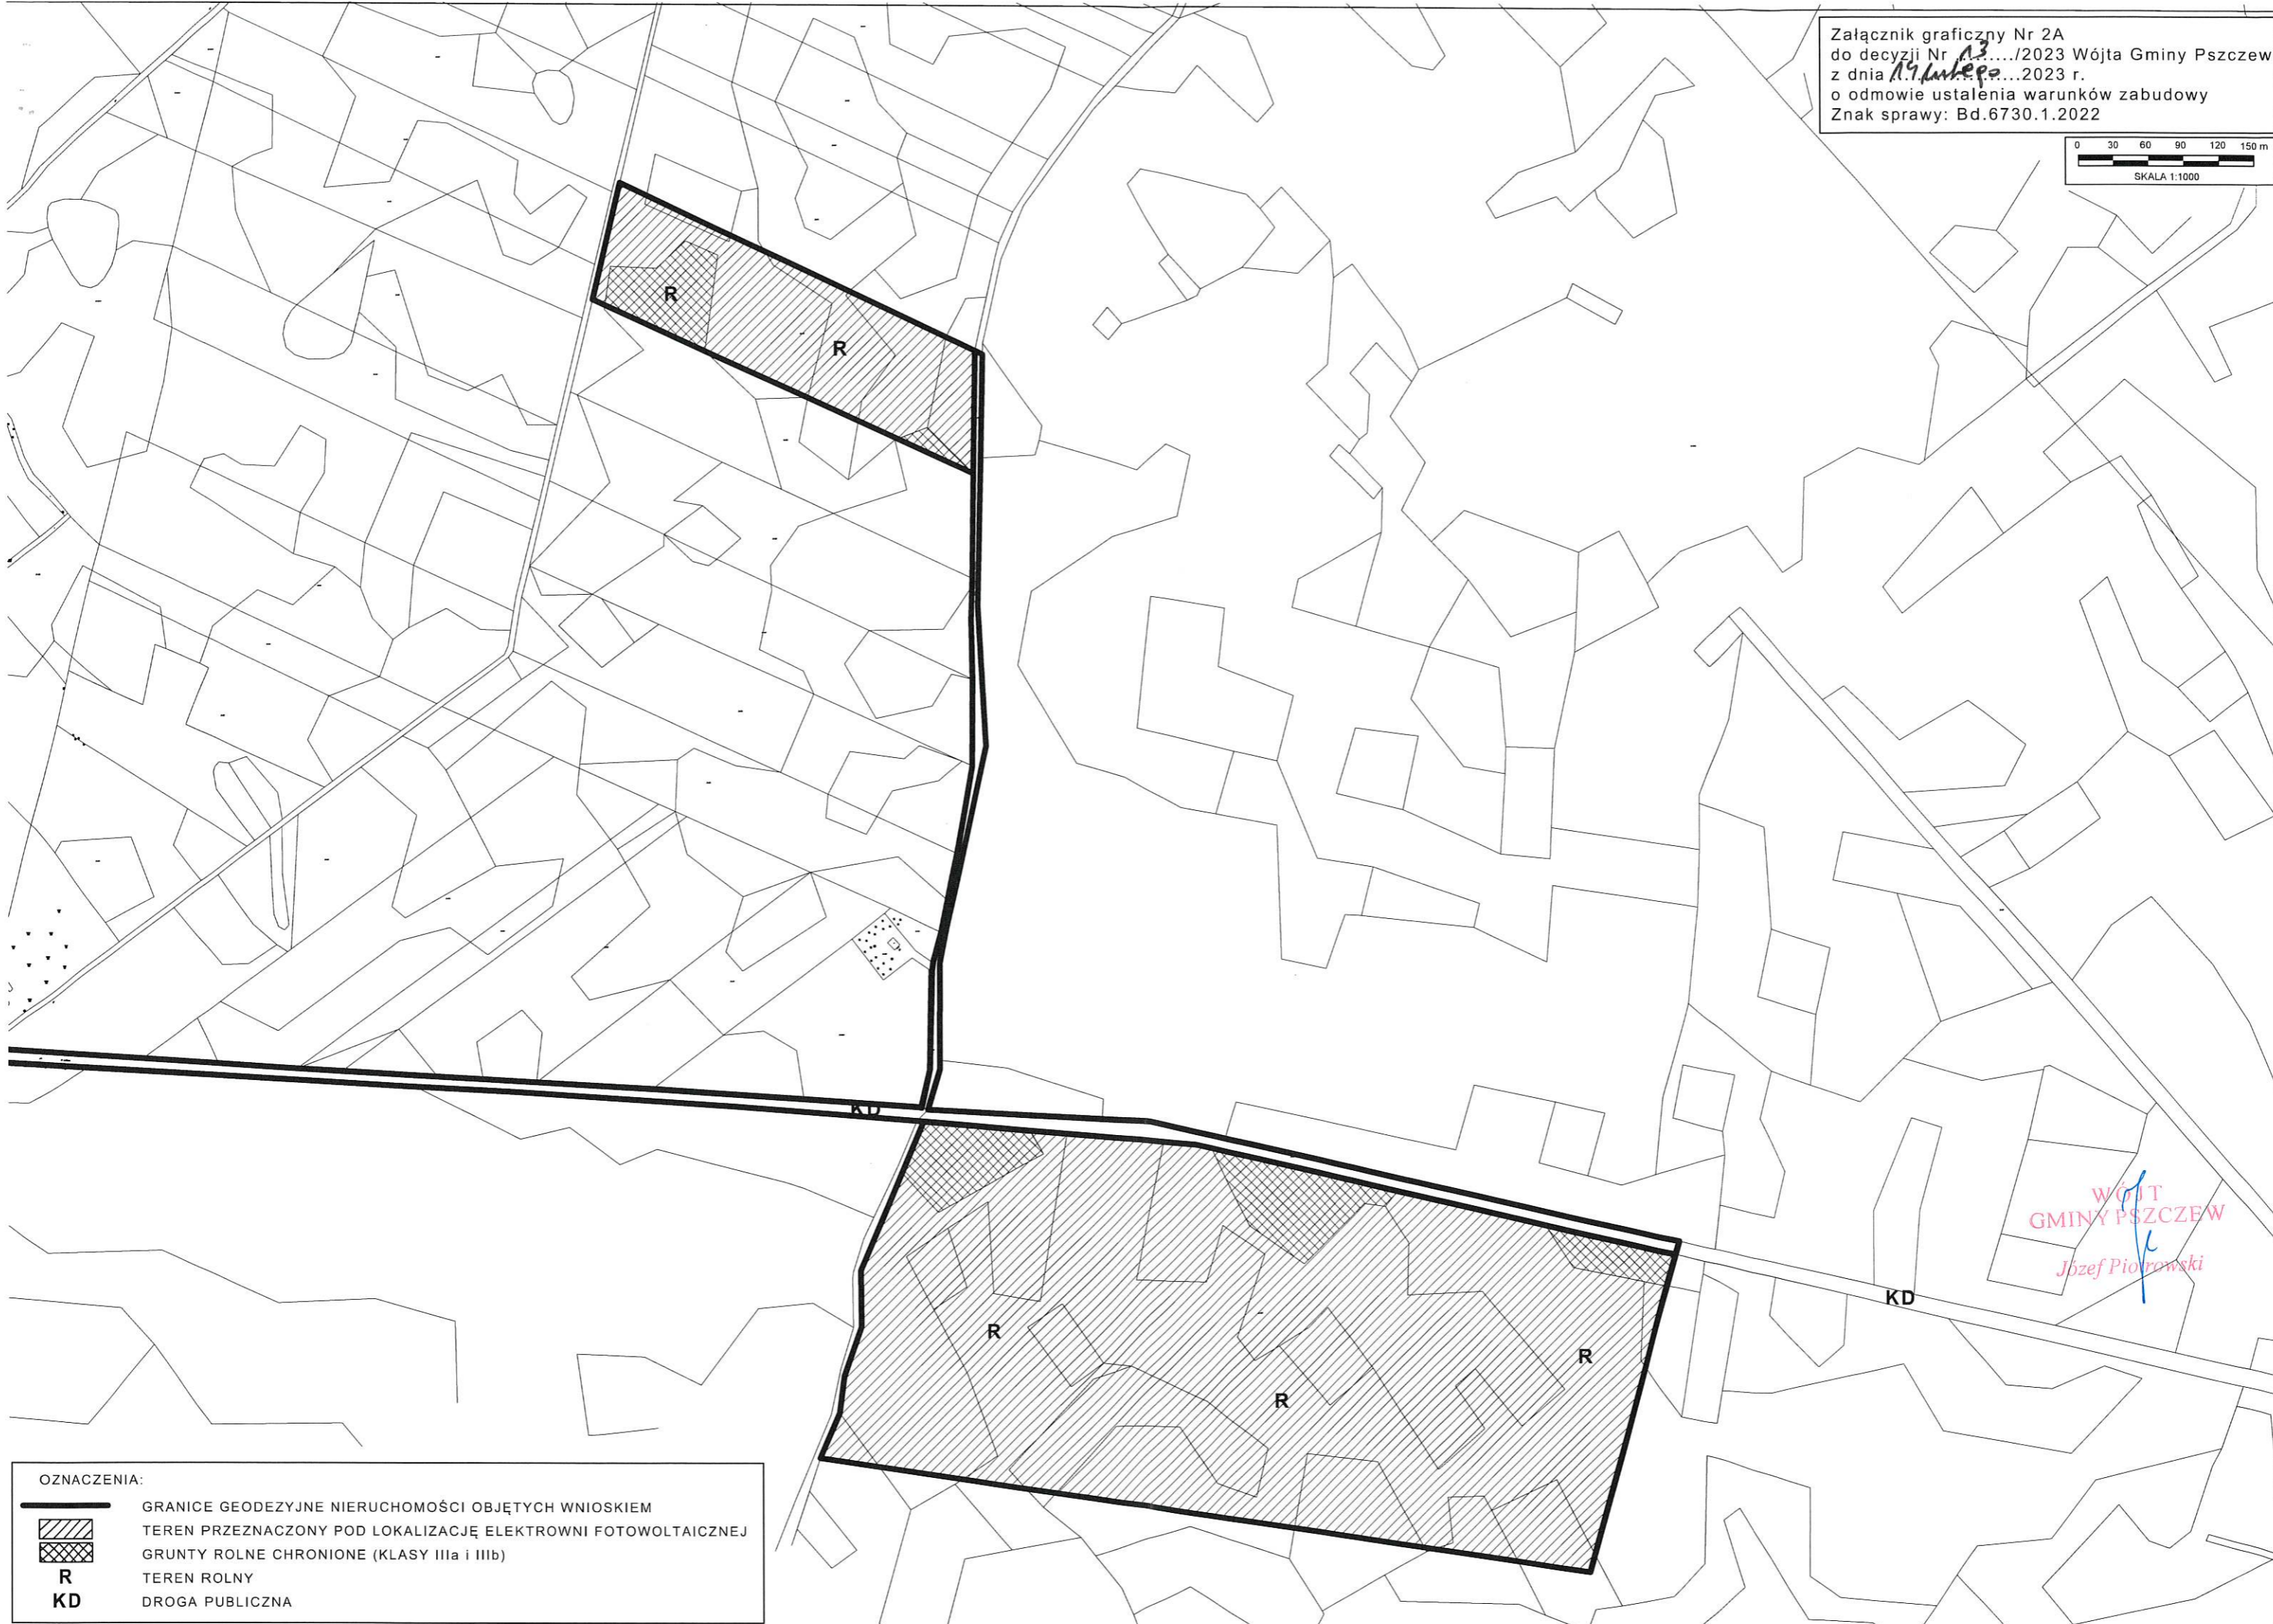 Załącznik graficzny Nr 2A
do decyzji Nr 13..../2023 Wójta Gminy Pszczew
z dnia lutego 2023 r.
o odmowie ustalenia warunków zabudowy
Znak sprawy: Bd.6730.1.2022
0 30 60 90 120 150 m
SKALA 1:1000
R
R
KD
WÓJT
GMINY PSZCZEW
Józef Piotrowski
KD
R
R
R
OZNACZENIA:
GRANICE GEODEZYJNE NIERUCHOMOŚCI OBJĘTYCH WNIOSKIEM
TEREN PRZEZNACZONY POD LOKALIZACJĘ ELEKTROWNI FOTOWOLTAICZNEJ
GRUNTY ROLNE CHRONIONE (KLASY IIIa i IIIb)
R TEREN ROLNY
KD DROGA PUBLICZNA